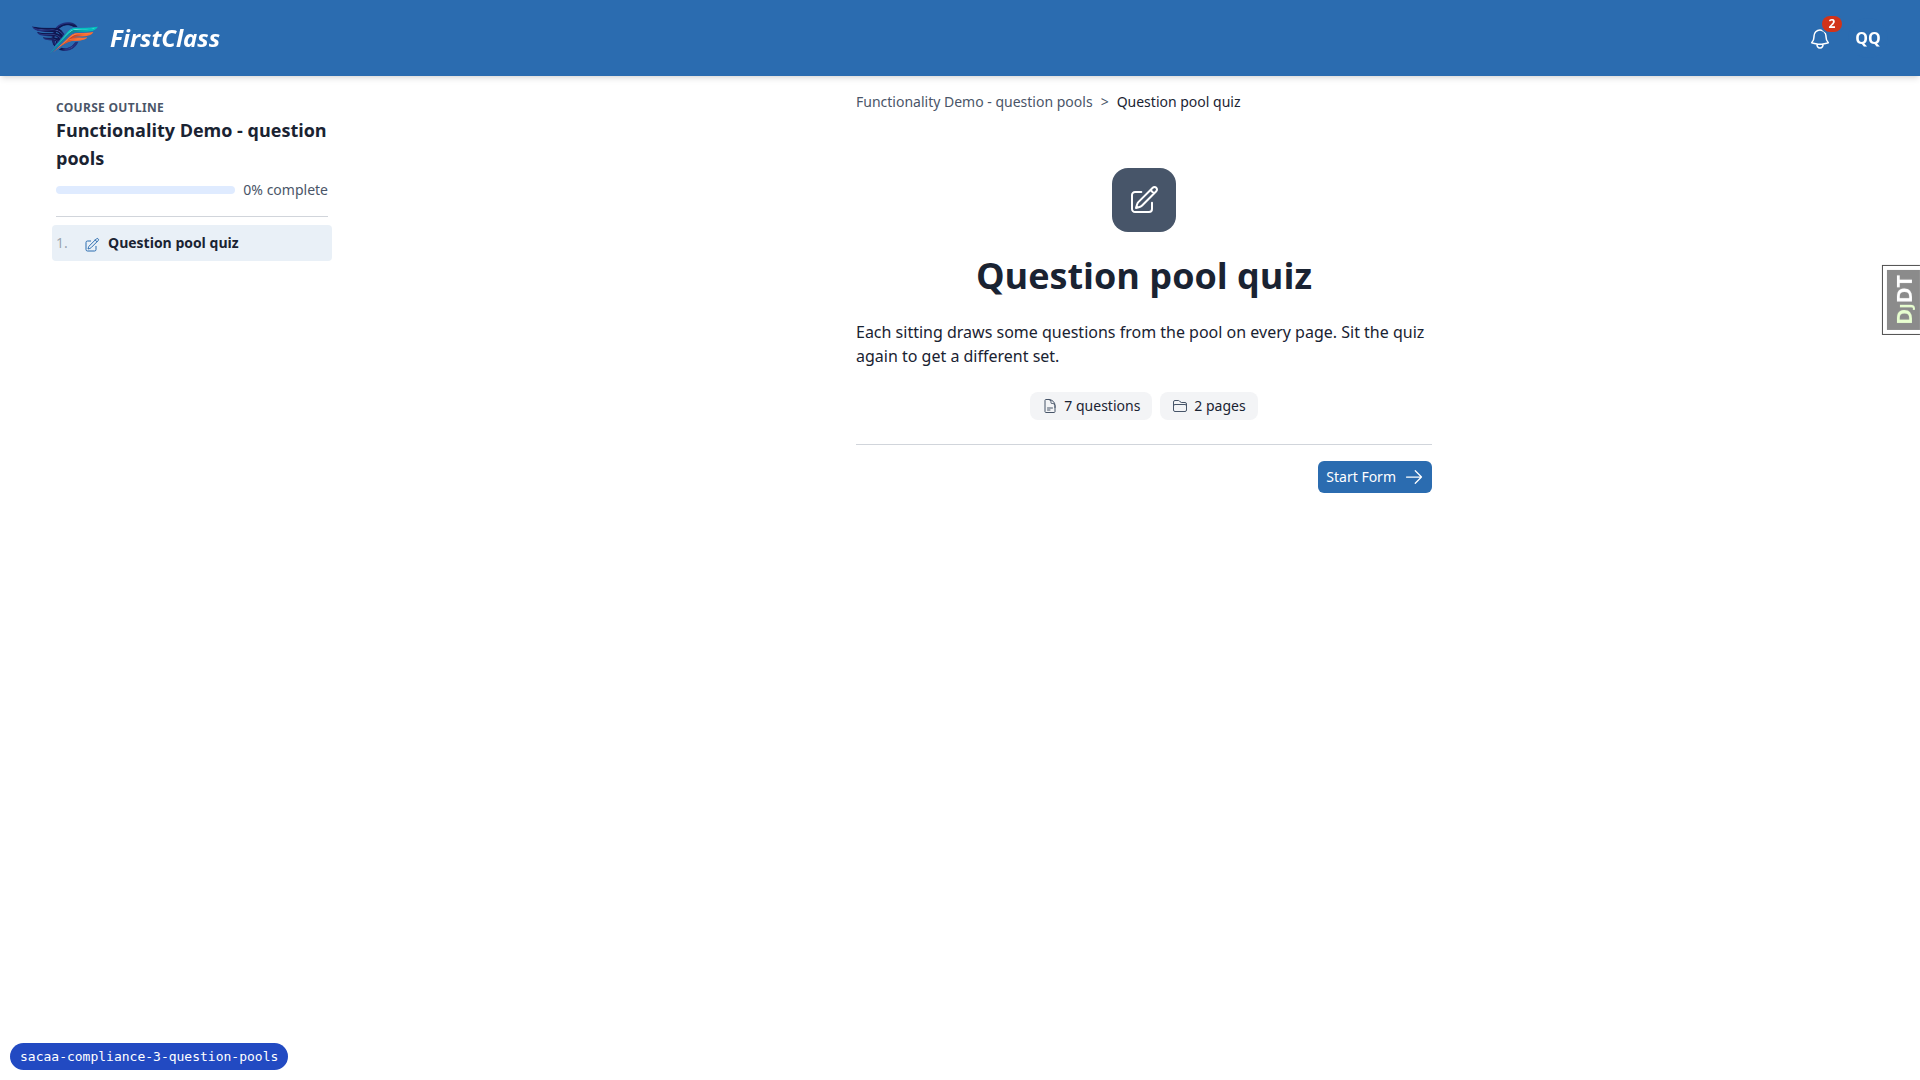 FirstClass
2
QQ
COURSE OUTLINE
Functionality Demo - question
pools
0% complete
1. Question pool quiz
Functionality Demo - question pools > Question pool quiz
Question pool quiz
Each sitting draws some questions from the pool on every page. Sit the quiz
again to get a different set.
7 questions
2 pages
Start Form
DJDT
sacaa-compliance-3-question-pools